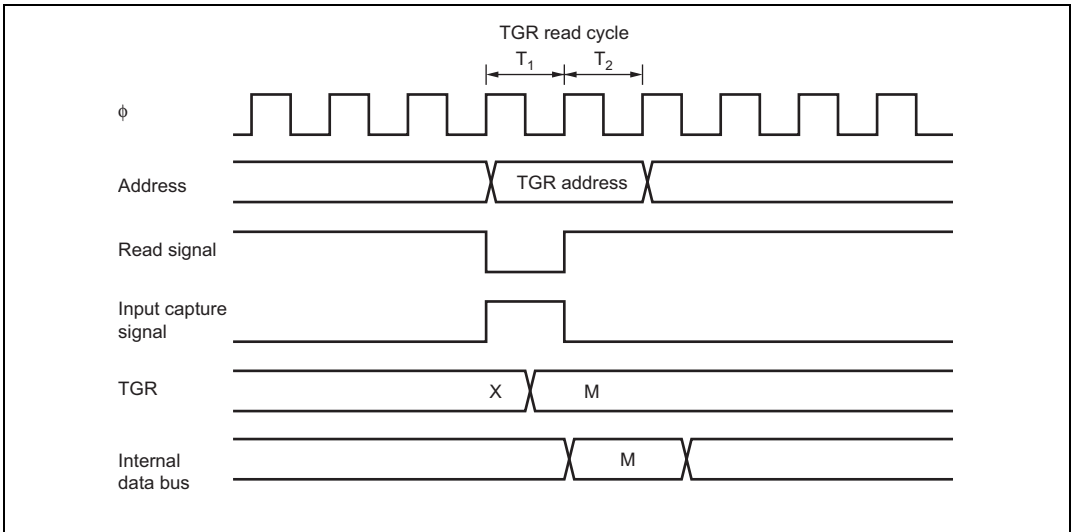 TGR read cycle
T1 T2
ϕ
Address
TGR address
Read signal
Input capture
signal
TGR
X M
Internal
data bus
M